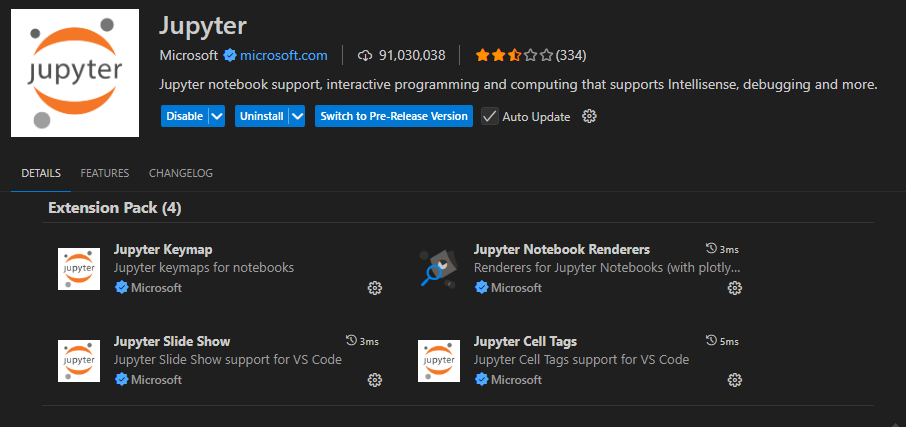 jupyter
Jupyter
Microsoft microsoft.com 91,030,038 (334)
Jupyter notebook support, interactive programming and computing that supports Intellisense, debugging and more.
Disable Uninstall Switch to Pre-Release Version Auto Update
DETAILS FEATURES CHANGELOG
Extension Pack (4)
jupyter
Jupyter Keymap
Jupyter keymaps for notebooks
Microsoft
Jupyter Notebook Renderers 3ms
Renderers for Jupyter Notebooks (with plotly...
Microsoft
jupyter
Jupyter Slide Show 3ms
Jupyter Slide Show support for VS Code
Microsoft
jupyter
Jupyter Cell Tags 5ms
Jupyter Cell Tags support for VS Code
Microsoft